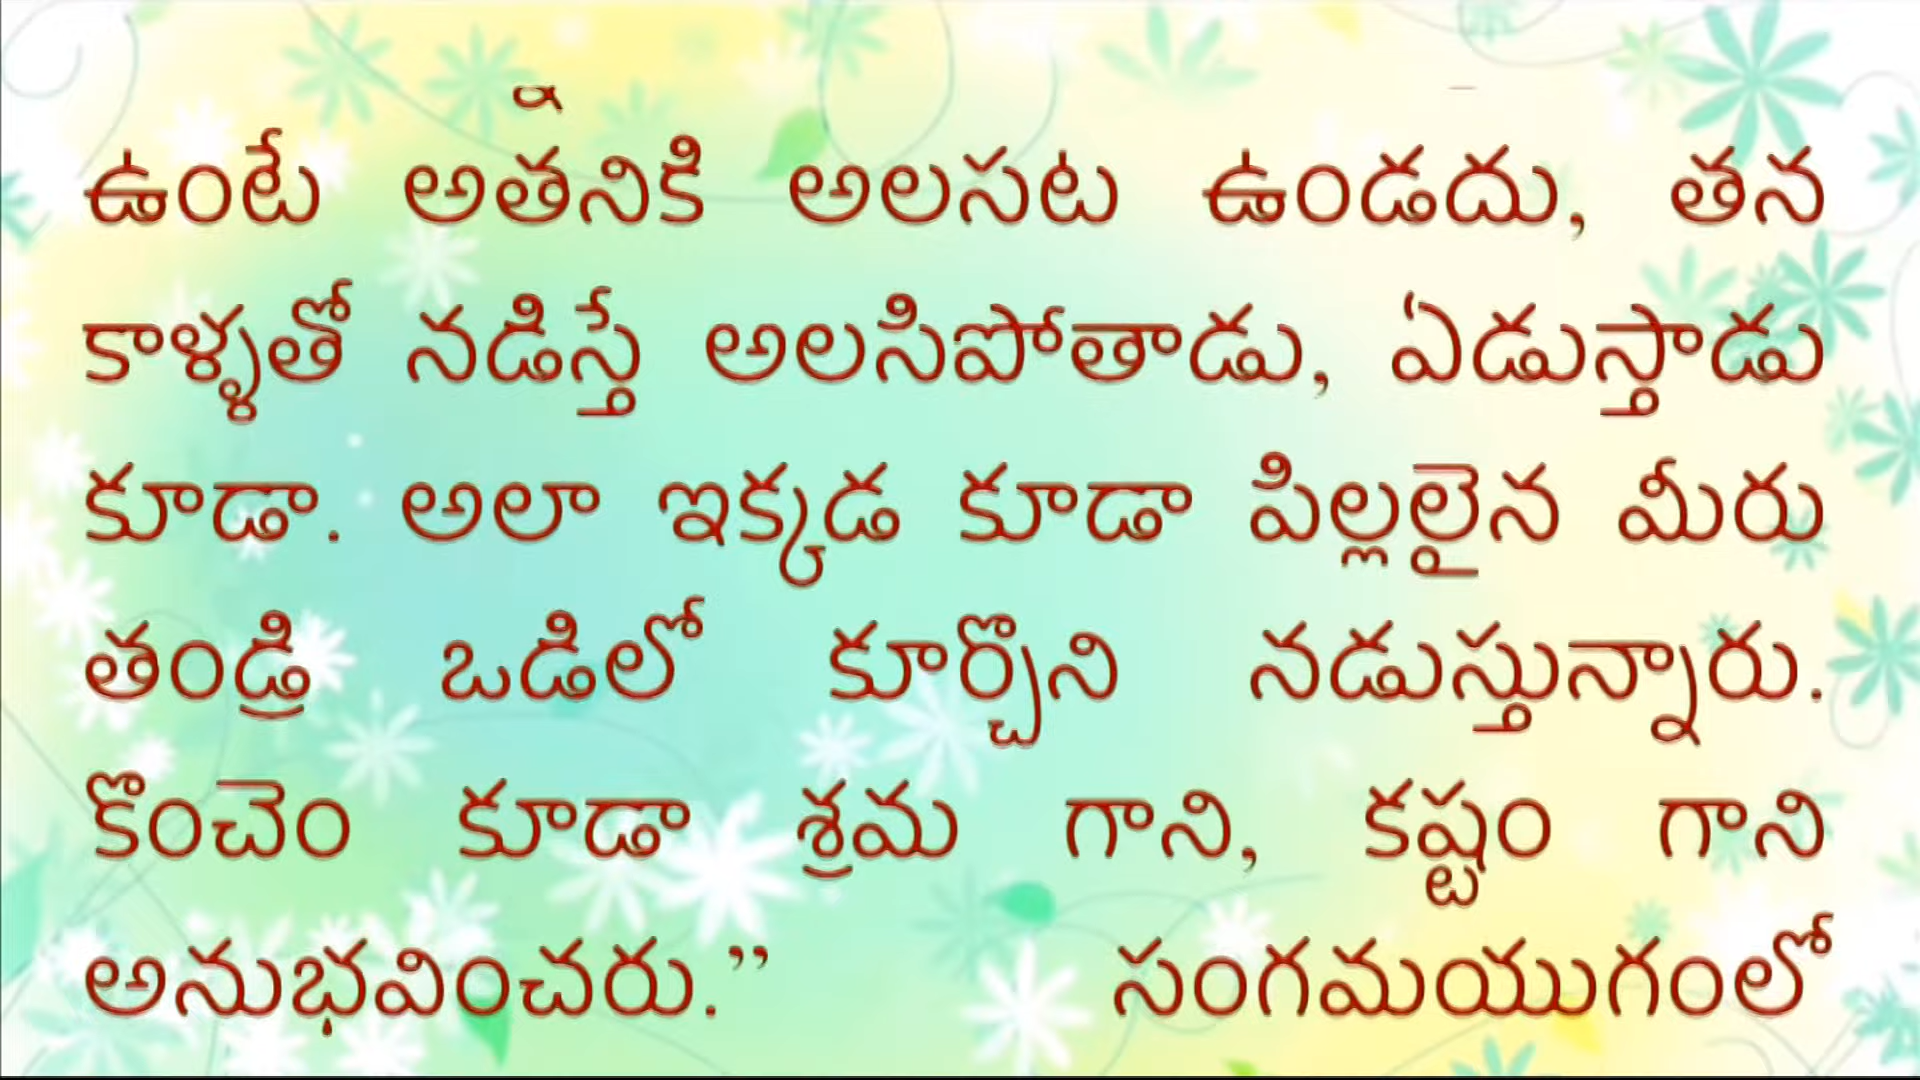 ఉంటే అతనికి అలసట ఉండదు, తన
కాళ్ళతో నడిస్తే అలసిపోతాడు, ఏడుస్తాడు
కూడా. అలా ఇక్కడ కూడా పిల్లలైన మీరు
తండ్రి ఒడిలో కూర్చొని నడుస్తున్నారు.
కొంచెం కూడా శ్రమ గాని, కష్టం గాని
అనుభవించరు.” సంగమయుగంలో